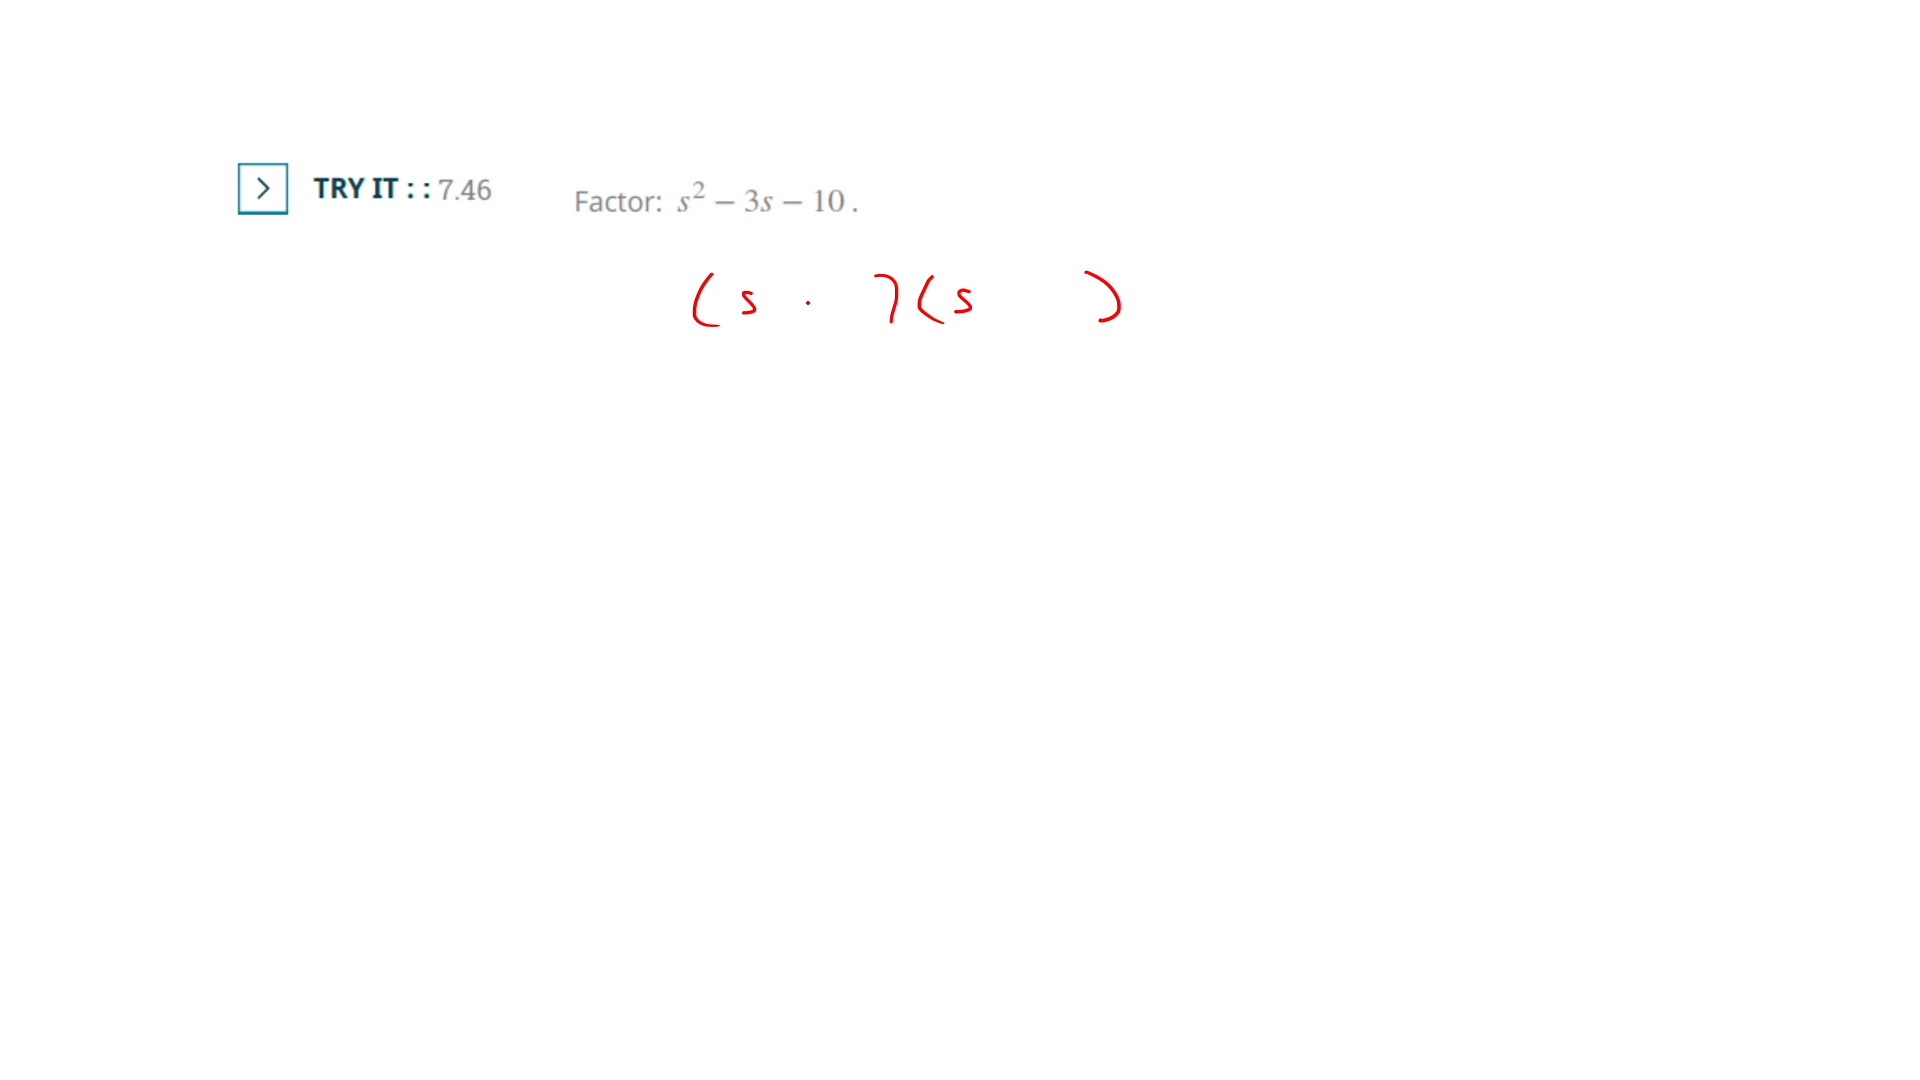 TRY IT : : 7.46 Factor: s² − 3s − 10 .
( s · ) ( s )